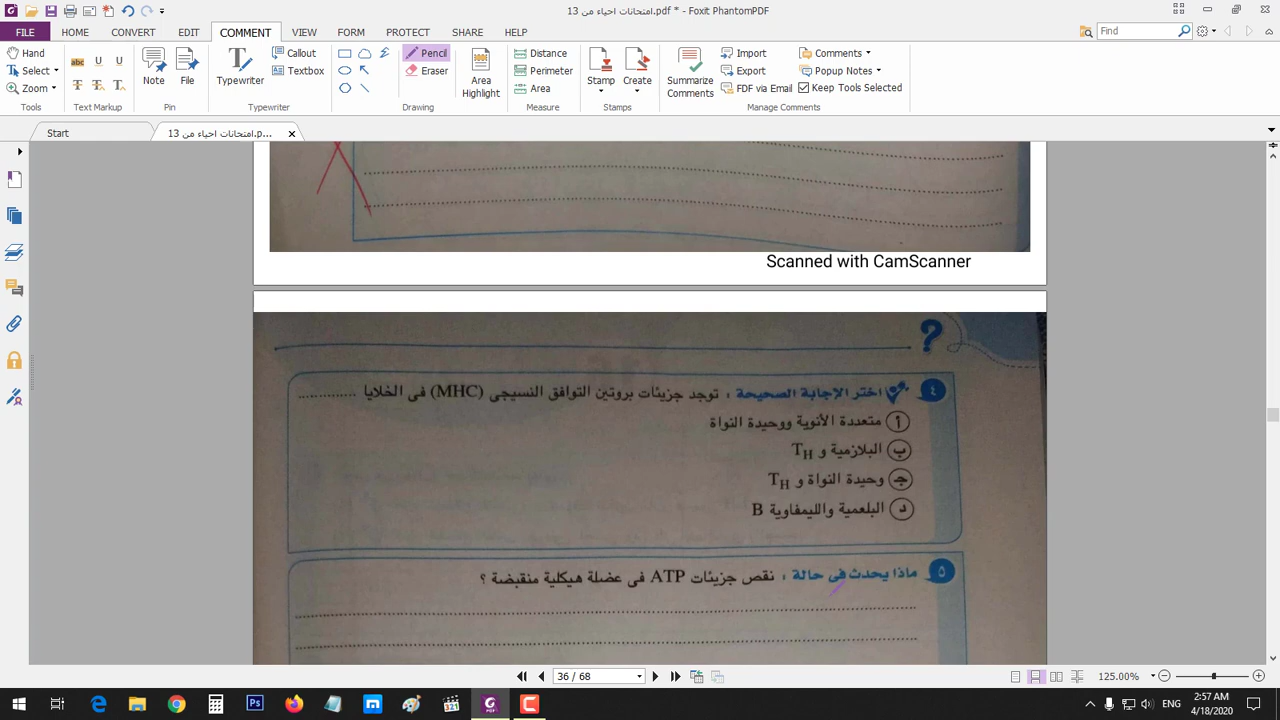 امتحانات احياء من 13.pdf * - Foxit PhantomPDF
FILE HOME CONVERT EDIT COMMENT VIEW FORM PROTECT SHARE HELP
Find
Hand
Select
Zoom
Tools
Text Markup
Note
File
Pin
Typewriter
Callout
Textbox
Typewriter
Pencil
Eraser
Drawing
Area Highlight
Distance
Perimeter
Area
Measure
Stamp
Create
Stamps
Summarize Comments
Import
Export
FDF via Email
Comments
Popup Notes
Keep Tools Selected
Manage Comments
Start
امتحانات احياء من 13.p...
Scanned with CamScanner
?
٤ اختر الإجابة الصحيحة : توجد جزيئات بروتين التوافق النسيجى (MHC) فى الخلايا ..............
أ متعددة الأنوية ووحيدة النواة
ب البلازمية و TH
جـ وحيدة النواة و TH
د البلعمية والليمفاوية B
٥ ماذا يحدث فى حالة : نقص جزيئات ATP فى عضلة هيكلية منقبضة ؟
36 / 68
125.00%
2:57 AM
ENG
4/18/2020